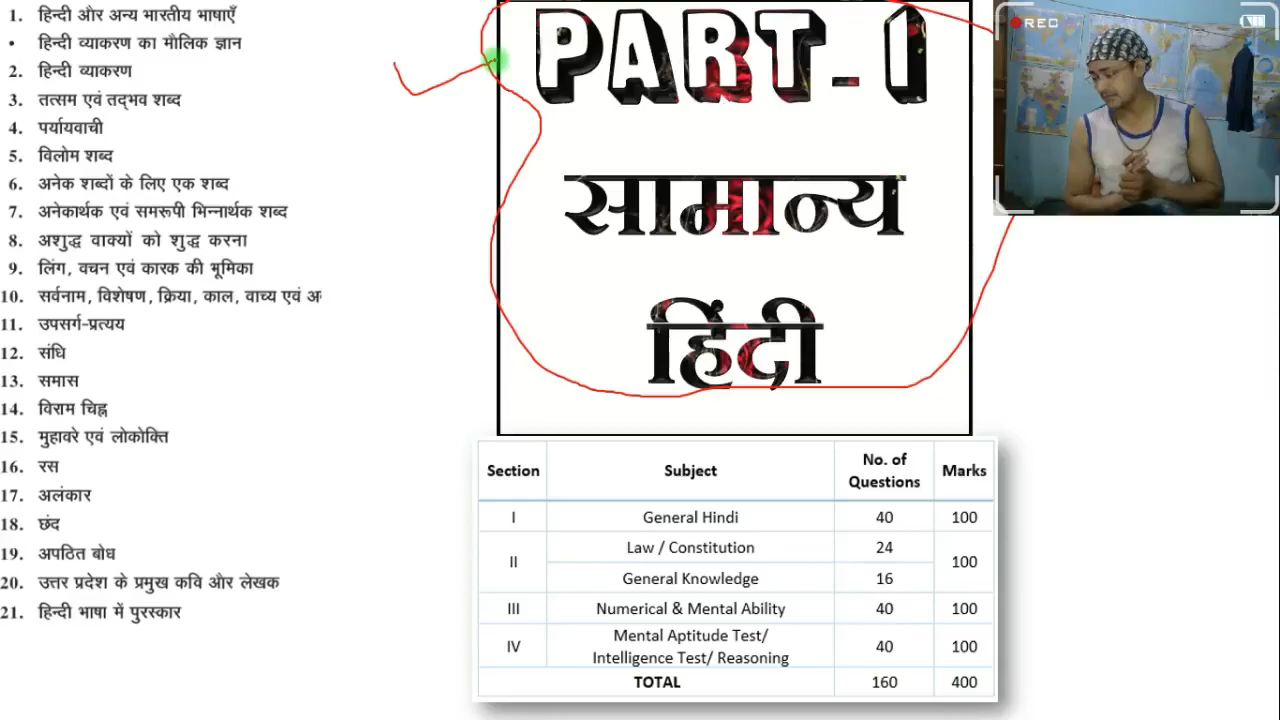 1. हिन्दी और अन्य भारतीय भाषाएँ
• हिन्दी व्याकरण का मौलिक ज्ञान
2. हिन्दी व्याकरण
3. तत्सम एवं तद्भव शब्द
4. पर्यायवाची
5. विलोम शब्द
6. अनेक शब्दों के लिए एक शब्द
7. अनेकार्थक एवं समरूपी भिन्नार्थक शब्द
8. अशुद्ध वाक्यों को शुद्ध करना
9. लिंग, वचन एवं कारक की भूमिका
10. सर्वनाम, विशेषण, क्रिया, काल, वाच्य एवं
11. उपसर्ग-प्रत्यय
12. संधि
13. समास
14. विराम चिह्न
15. मुहावरे एवं लोकोक्ति
16. रस
17. अलंकार
18. छंद
19. अपठित बोध
20. उत्तर प्रदेश के प्रमुख कवि और लेखक
21. हिन्दी भाषा में पुरस्कार
PART-1
सामान्य
हिंदी
REC
Section Subject No. of Questions Marks
I General Hindi 40 100
II Law / Constitution 24 100
General Knowledge 16
III Numerical & Mental Ability 40 100
IV Mental Aptitude Test/ Intelligence Test/ Reasoning 40 100
TOTAL 160 400